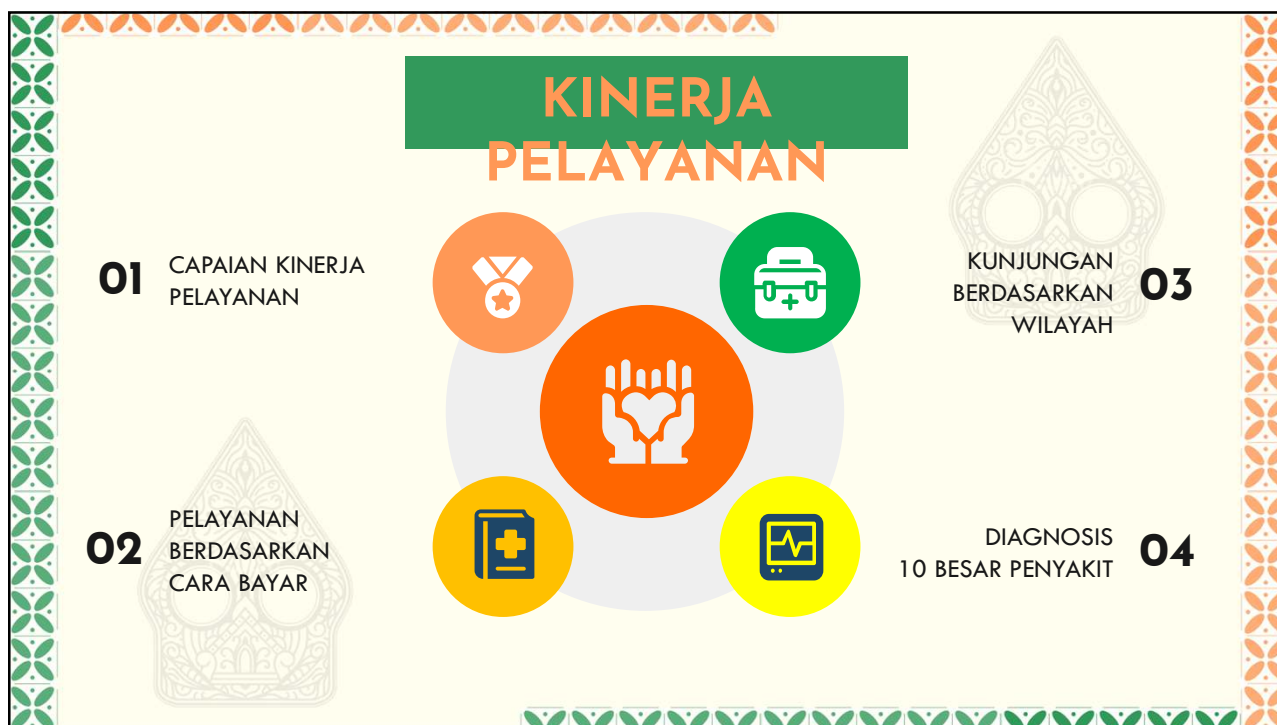 KINERJA
PELAYANAN
01
CAPAIAN KINERJA
PELAYANAN
02
PELAYANAN
BERDASARKAN
CARA BAYAR
KUNJUNGAN
BERDASARKAN
WILAYAH
03
DIAGNOSIS
10 BESAR PENYAKIT
04